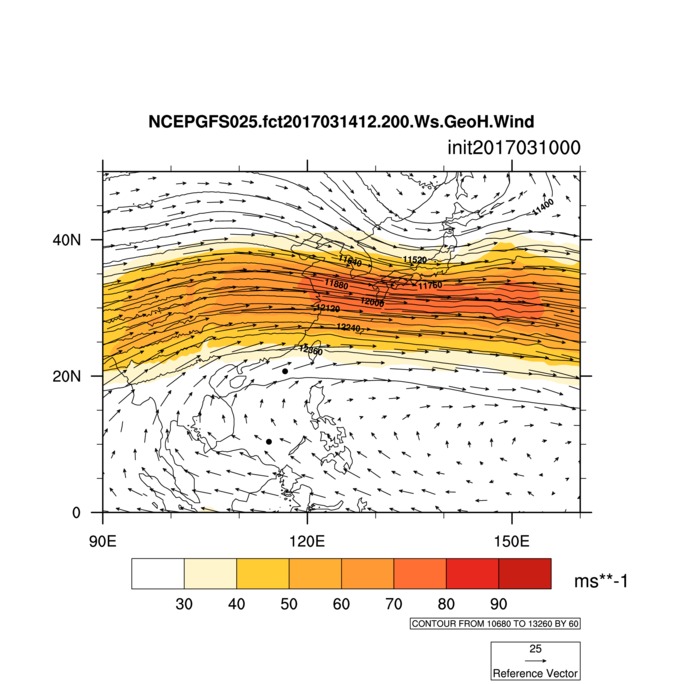 NCEPGFS025.fct2017031412.200.Ws.GeoH.Wind
init2017031000
11400
40N
11640
11520
11880
11760
12000
12120
12240
12360
20N
0
90E 120E 150E
ms**-1
30 40 50 60 70 80 90
CONTOUR FROM 10680 TO 13260 BY 60
25
Reference Vector